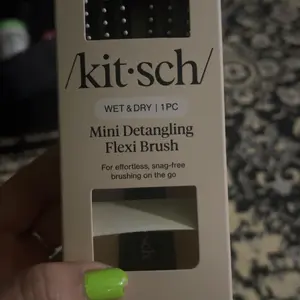 /kit·sch/
WET & DRY | 1PC
Mini Detangling
Flexi Brush
For effortless, snag-free
brushing on the go